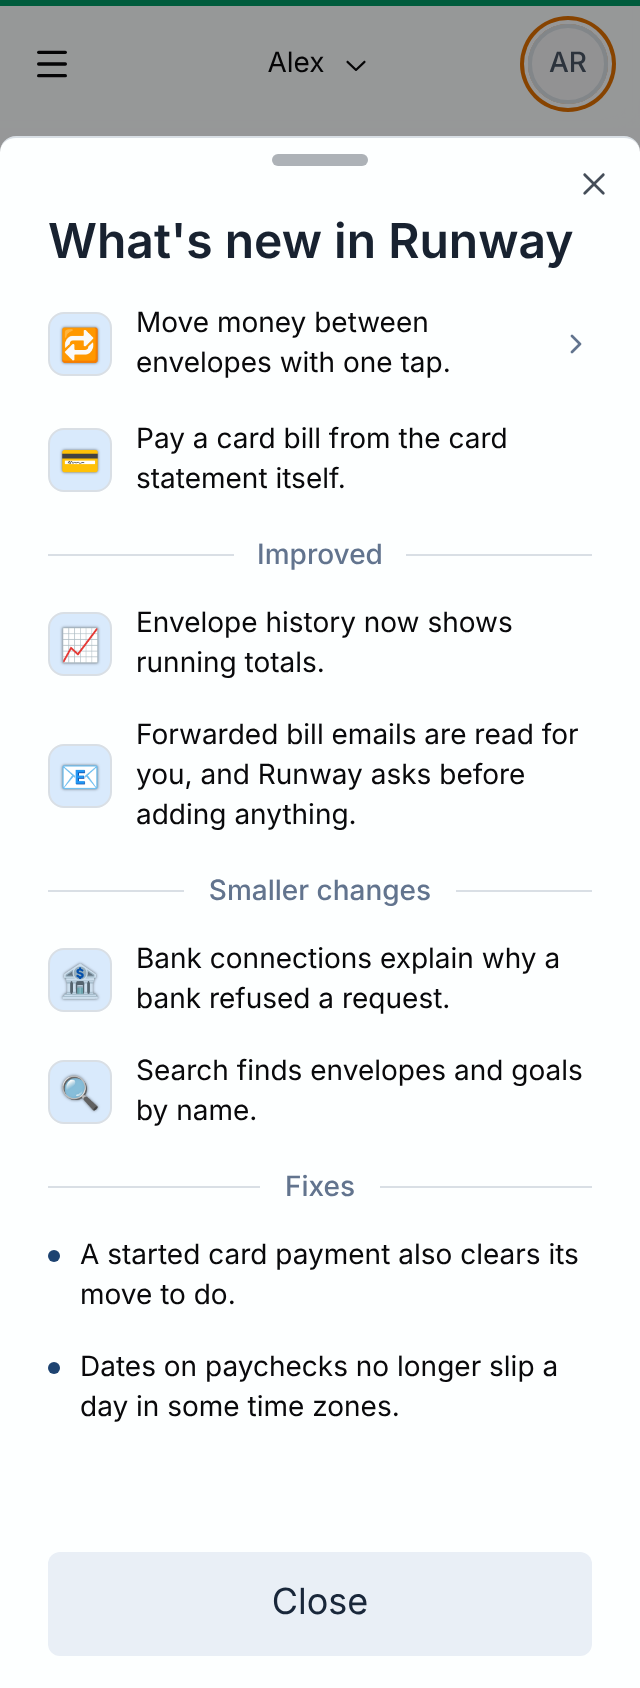 Alex
AR
What's new in Runway
Move money between
envelopes with one tap.
Pay a card bill from the card
statement itself.
Improved
Envelope history now shows
running totals.
Forwarded bill emails are read for
you, and Runway asks before
adding anything.
Smaller changes
Bank connections explain why a
bank refused a request.
Search finds envelopes and goals
by name.
Fixes
A started card payment also clears its
move to do.
Dates on paychecks no longer slip a
day in some time zones.
Close